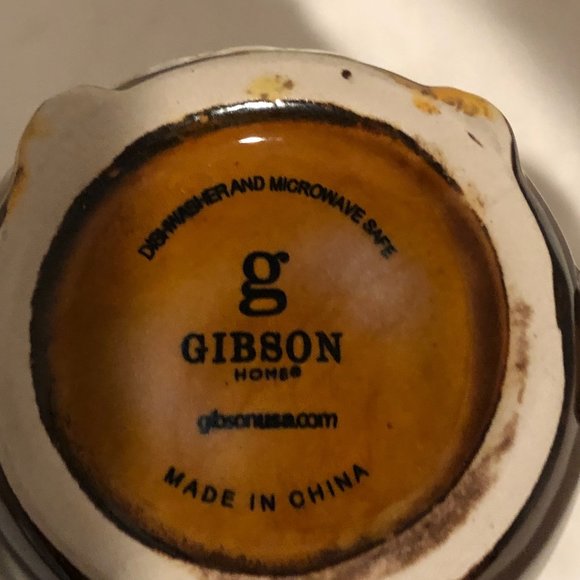 DISHWASHER AND MICROWAVE SAFE
g
GIBSON
HOME®
gibsonusa.com
MADE IN CHINA